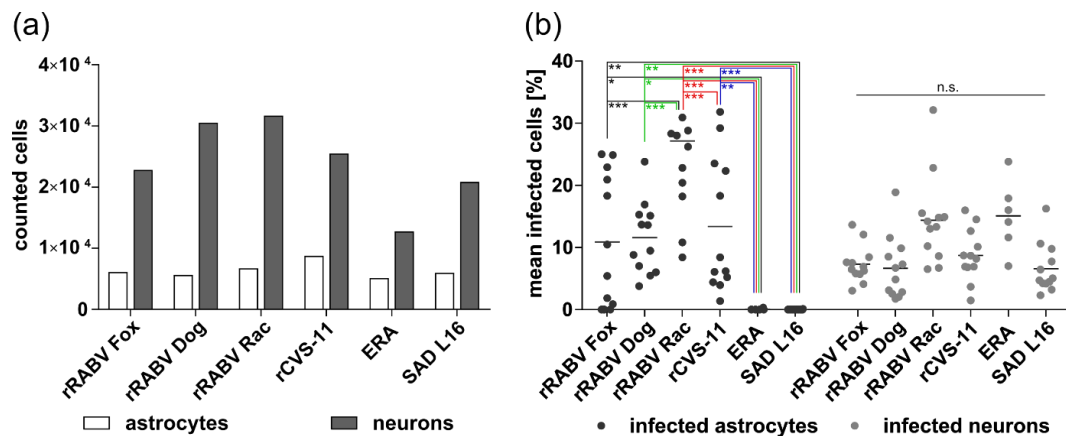 (a)
counted cells
4×10⁴
3×10⁴
2×10⁴
1×10⁴
0
rRABV Fox
rRABV Dog
rRABV Rac
rCVS-11
ERA
SAD L16
astrocytes
neurons
(b)
mean infected cells [%]
40
30
20
10
0
**
*
***
**
*
***
***
***
***
***
**
n.s.
rRABV Fox
rRABV Dog
rRABV Rac
rCVS-11
ERA
SAD L16
rRABV Fox
rRABV Dog
rRABV Rac
rCVS-11
ERA
SAD L16
infected astrocytes
infected neurons